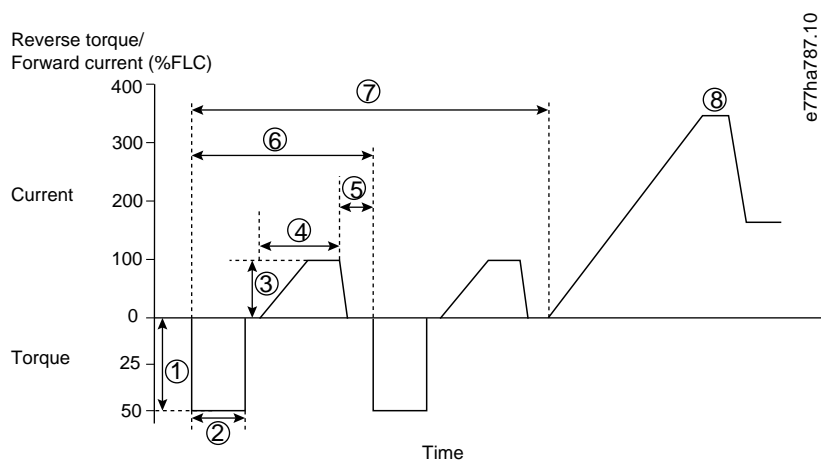 Reverse torque/
Forward current (%FLC)
400
300
200
100
0
25
50
Current
Torque
Time
①
②
③
④
⑤
⑥
⑦
⑧
e77ha787.10